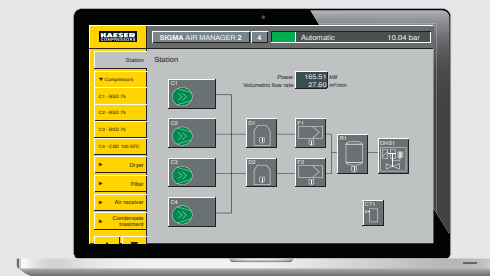 KAESER
COMPRESSORS
SIGMA AIR MANAGER 2
4
Automatic
10.04 bar
Station
Station
▼ Compressors
C1 - BSD 75
C2 - BSD 75
C3 - BSD 75
C4 - CSD 105 SFC
► Dryer
► Filter
► Air receiver
► Condensate
treatment
Power 165.51 kW
Volumetric flow rate 27.60 m³/min
C1
C2
C3
C4
D1
D2
F1
F2
R1
DHS1
CT1